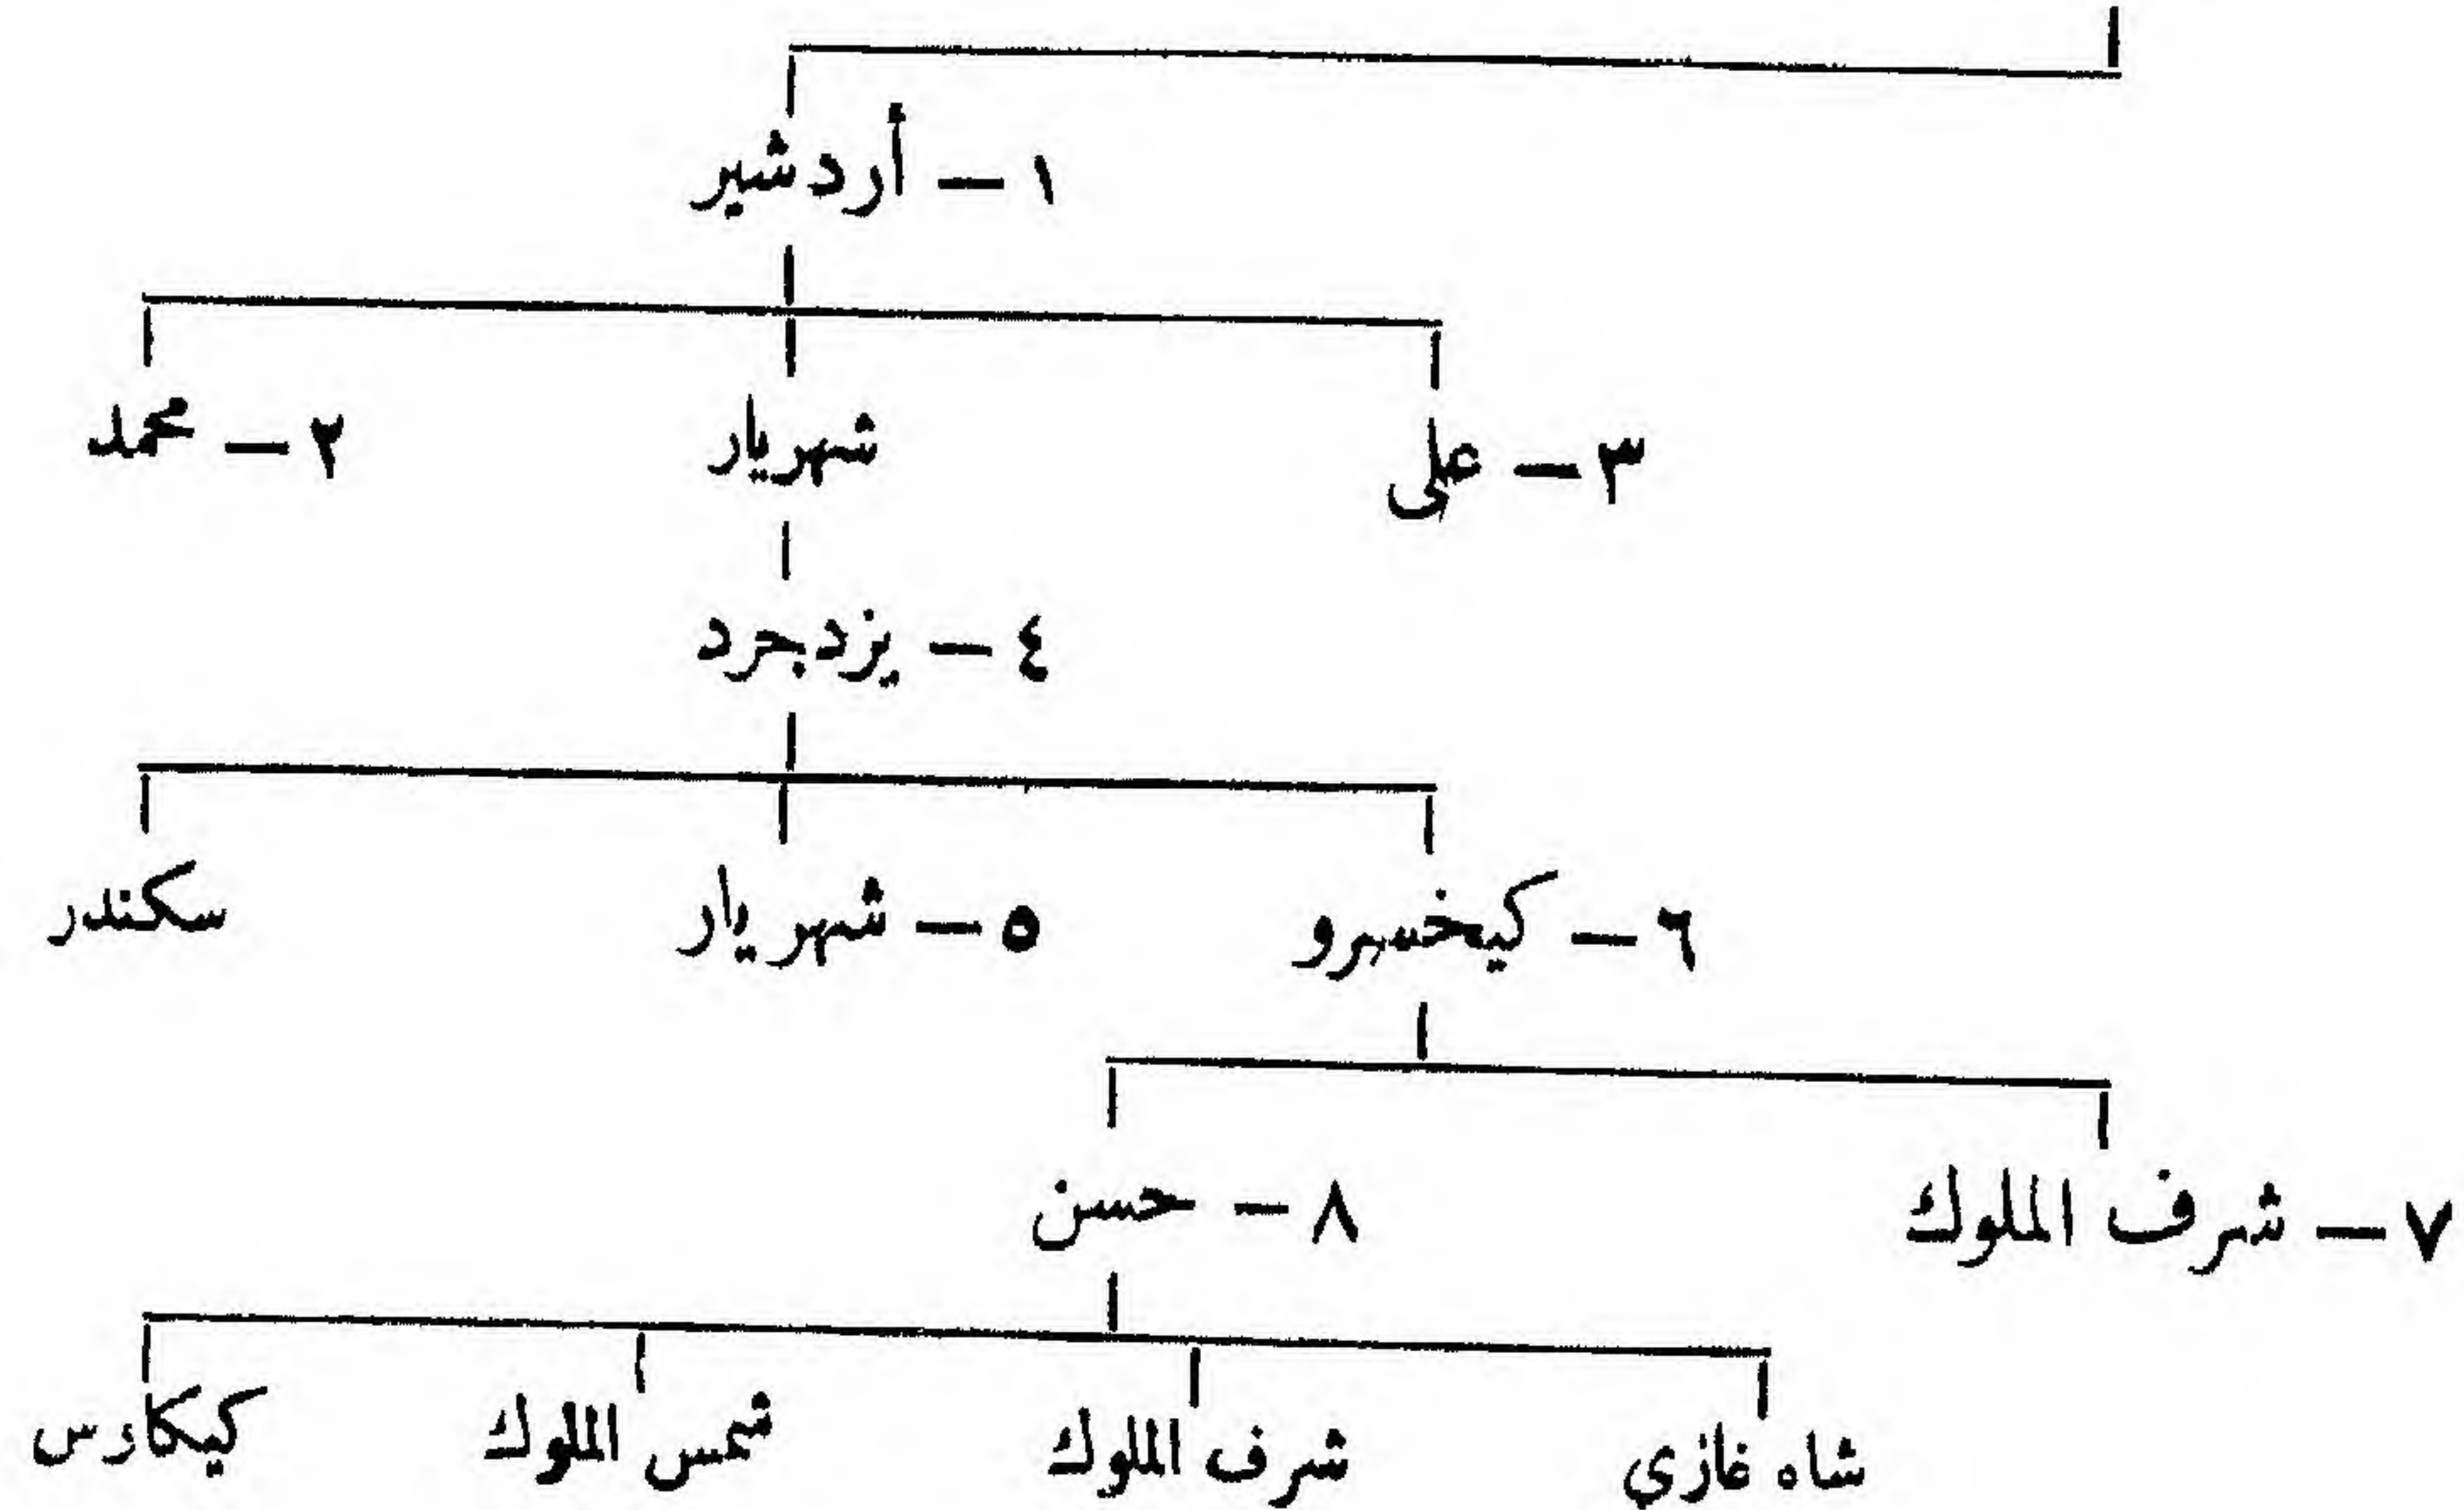 ١ – أردشير
٣ – على شهريار ٢ – محمد
٤ – يزدجرد
٦ – كيخسرو ٥ – شهريار سكندر
٧ – شرف الملوك ٨ – حسن
شاه غازي شرف الملوك شمس الملوك كيكاوس